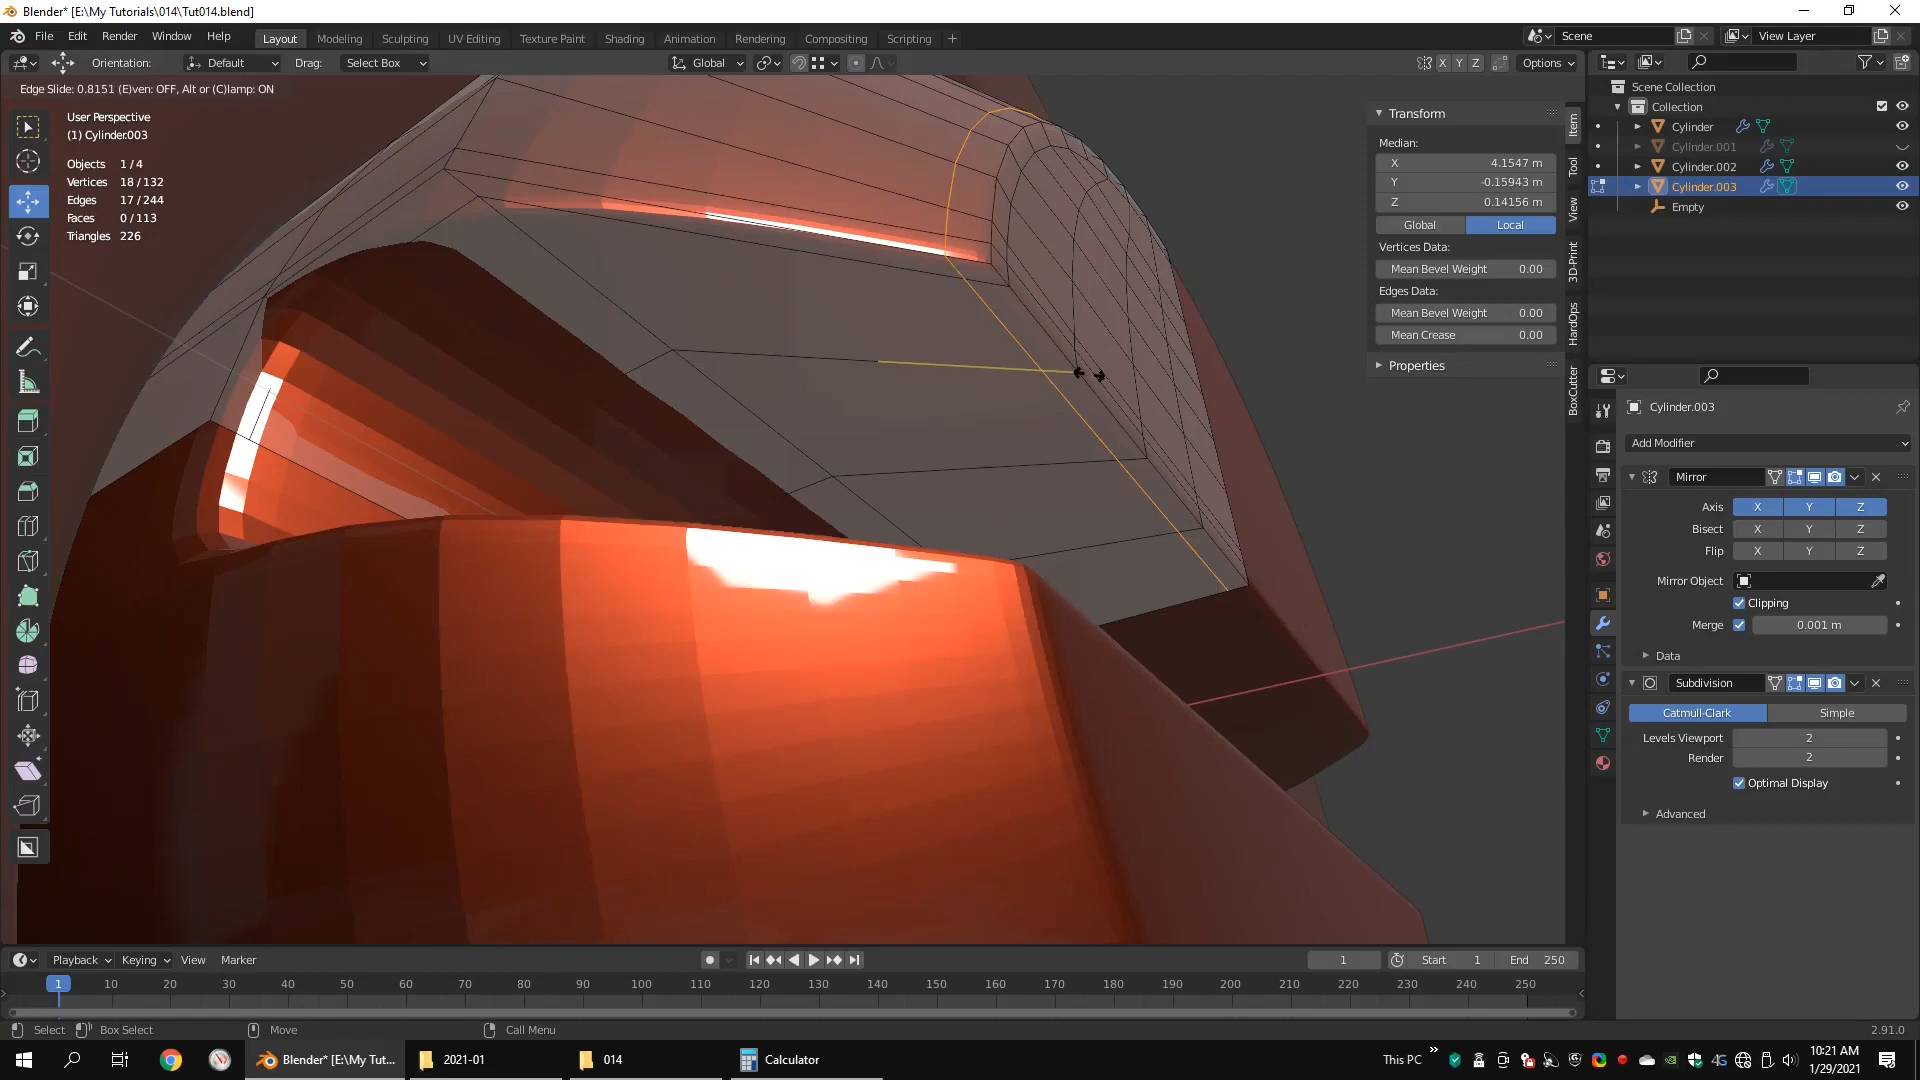 Blender* [E:\My Tutorials\014\Tut014.blend]
File Edit Render Window Help
Layout Modeling Sculpting UV Editing Texture Paint Shading Animation Rendering Compositing Scripting +
Scene
View Layer
Orientation: Default Drag: Select Box
Global
X Y Z
Options
Edge Slide: 0.8151 (E)ven: OFF, Alt or (C)lamp: ON
User Perspective
(1) Cylinder.003
Objects 1/4
Vertices 18/132
Edges 17/244
Faces 0/113
Triangles 226
Transform
Median:
X 4.1547 m
Y -0.15943 m
Z 0.14156 m
Global Local
Vertices Data:
Mean Bevel Weight 0.00
Edges Data:
Mean Bevel Weight 0.00
Mean Crease 0.00
Properties
Item
Tool
View
3D-Print
HardOps
BoxCutter
Scene Collection
Collection
Cylinder
Cylinder.001
Cylinder.002
Cylinder.003
Empty
Cylinder.003
Add Modifier
Mirror
Axis X Y Z
Bisect X Y Z
Flip X Y Z
Mirror Object
Clipping
Merge 0.001 m
Data
Subdivision
Catmull-Clark Simple
Levels Viewport 2
Render 2
Optimal Display
Advanced
Playback Keying View Marker
1
Start 1 End 250
1 10 20 30 40 50 60 70 80 90 100 110 120 130 140 150 160 170 180 190 200 210 220 230 240 250
Select Box Select Move Call Menu
2.91.0
Blender* [E:\My Tut...
2021-01
014
Calculator
This PC
4G
10:21 AM
1/29/2021